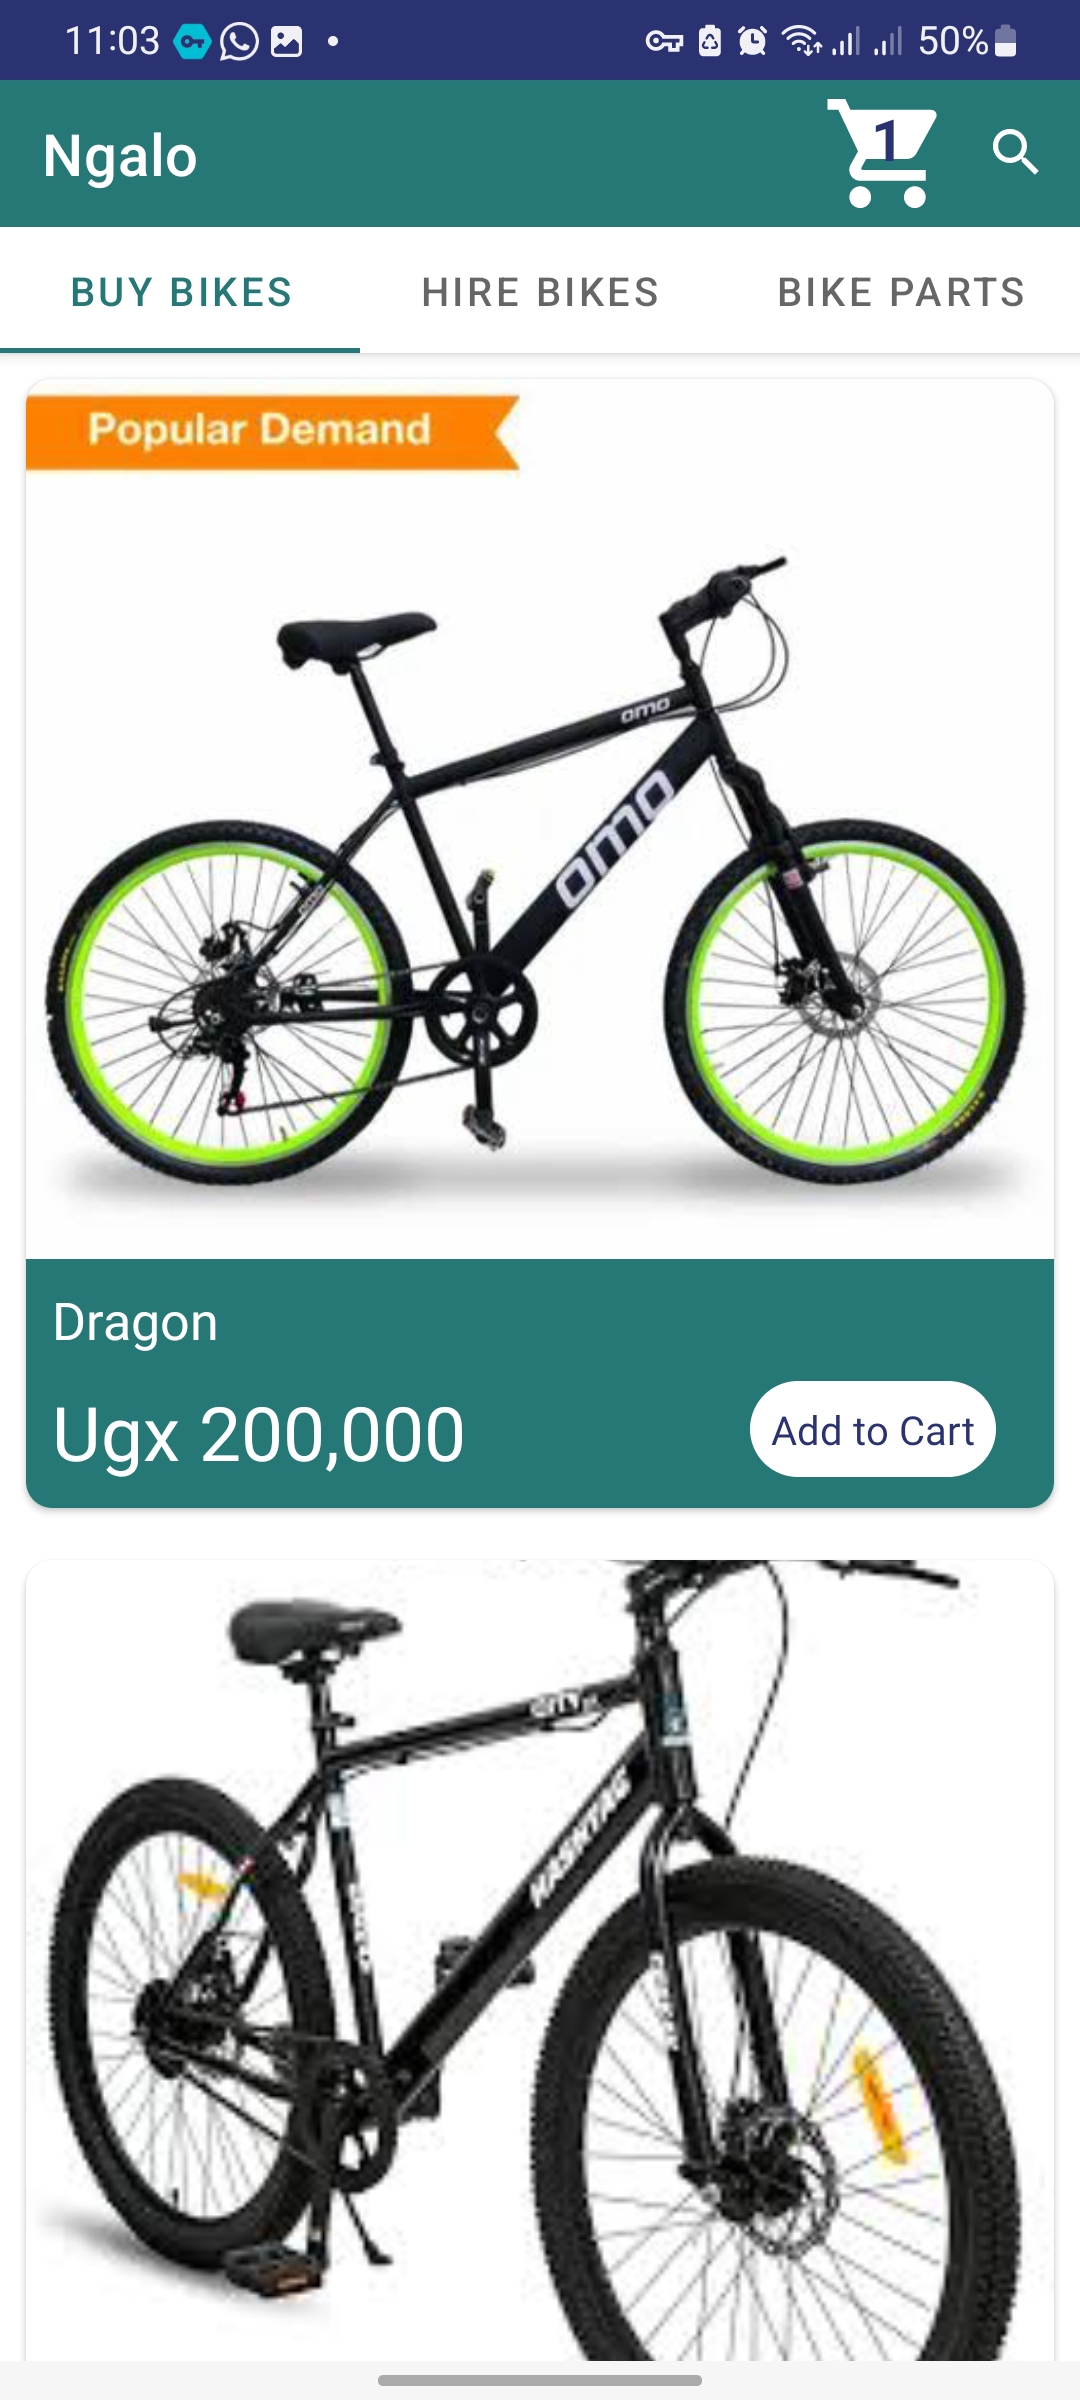 11:03
50%
Ngalo
1
BUY BIKES
HIRE BIKES
BIKE PARTS
Popular Demand
omo
omo
Dragon
Ugx 200,000
Add to Cart